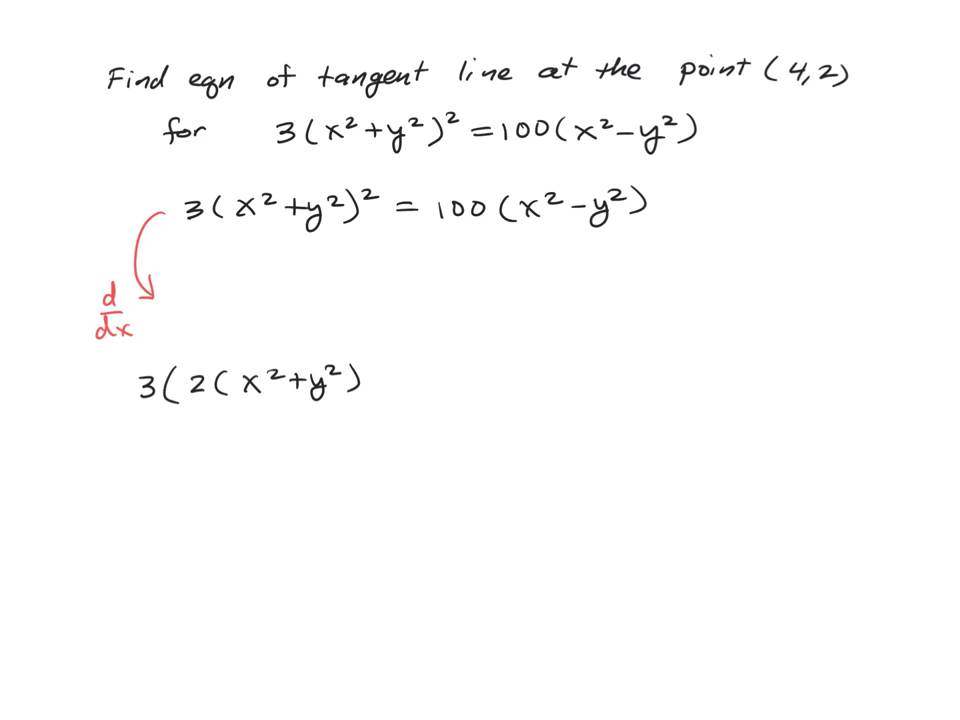 Find eqn of tangent line at the point (4,2)
for 3(x²+y²)²=100(x²-y²)
3(x²+y²)² = 100(x²-y²)
d/dx
3(2(x²+y²)